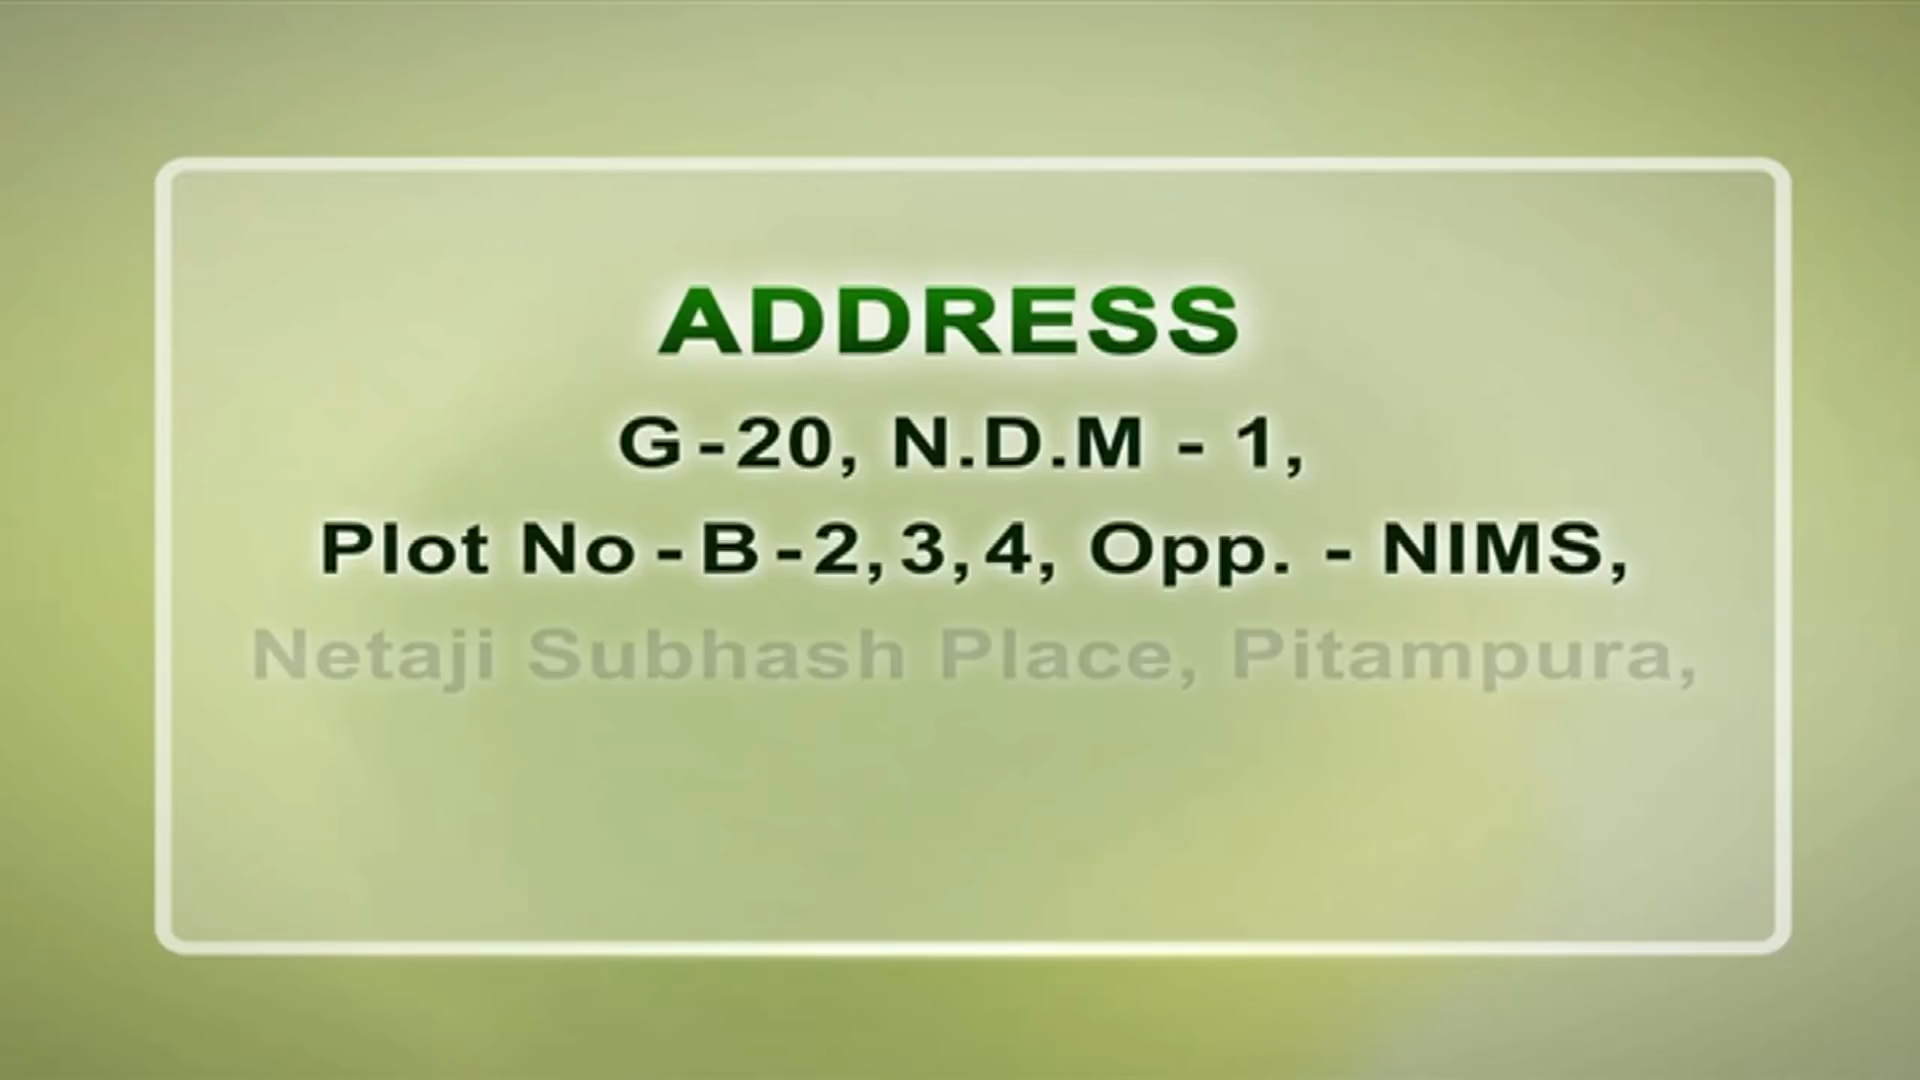 ADDRESS
G-20, N.D.M - 1,
Plot No-B-2,3,4, Opp. - NIMS,
Netaji Subhash Place, Pitampura,